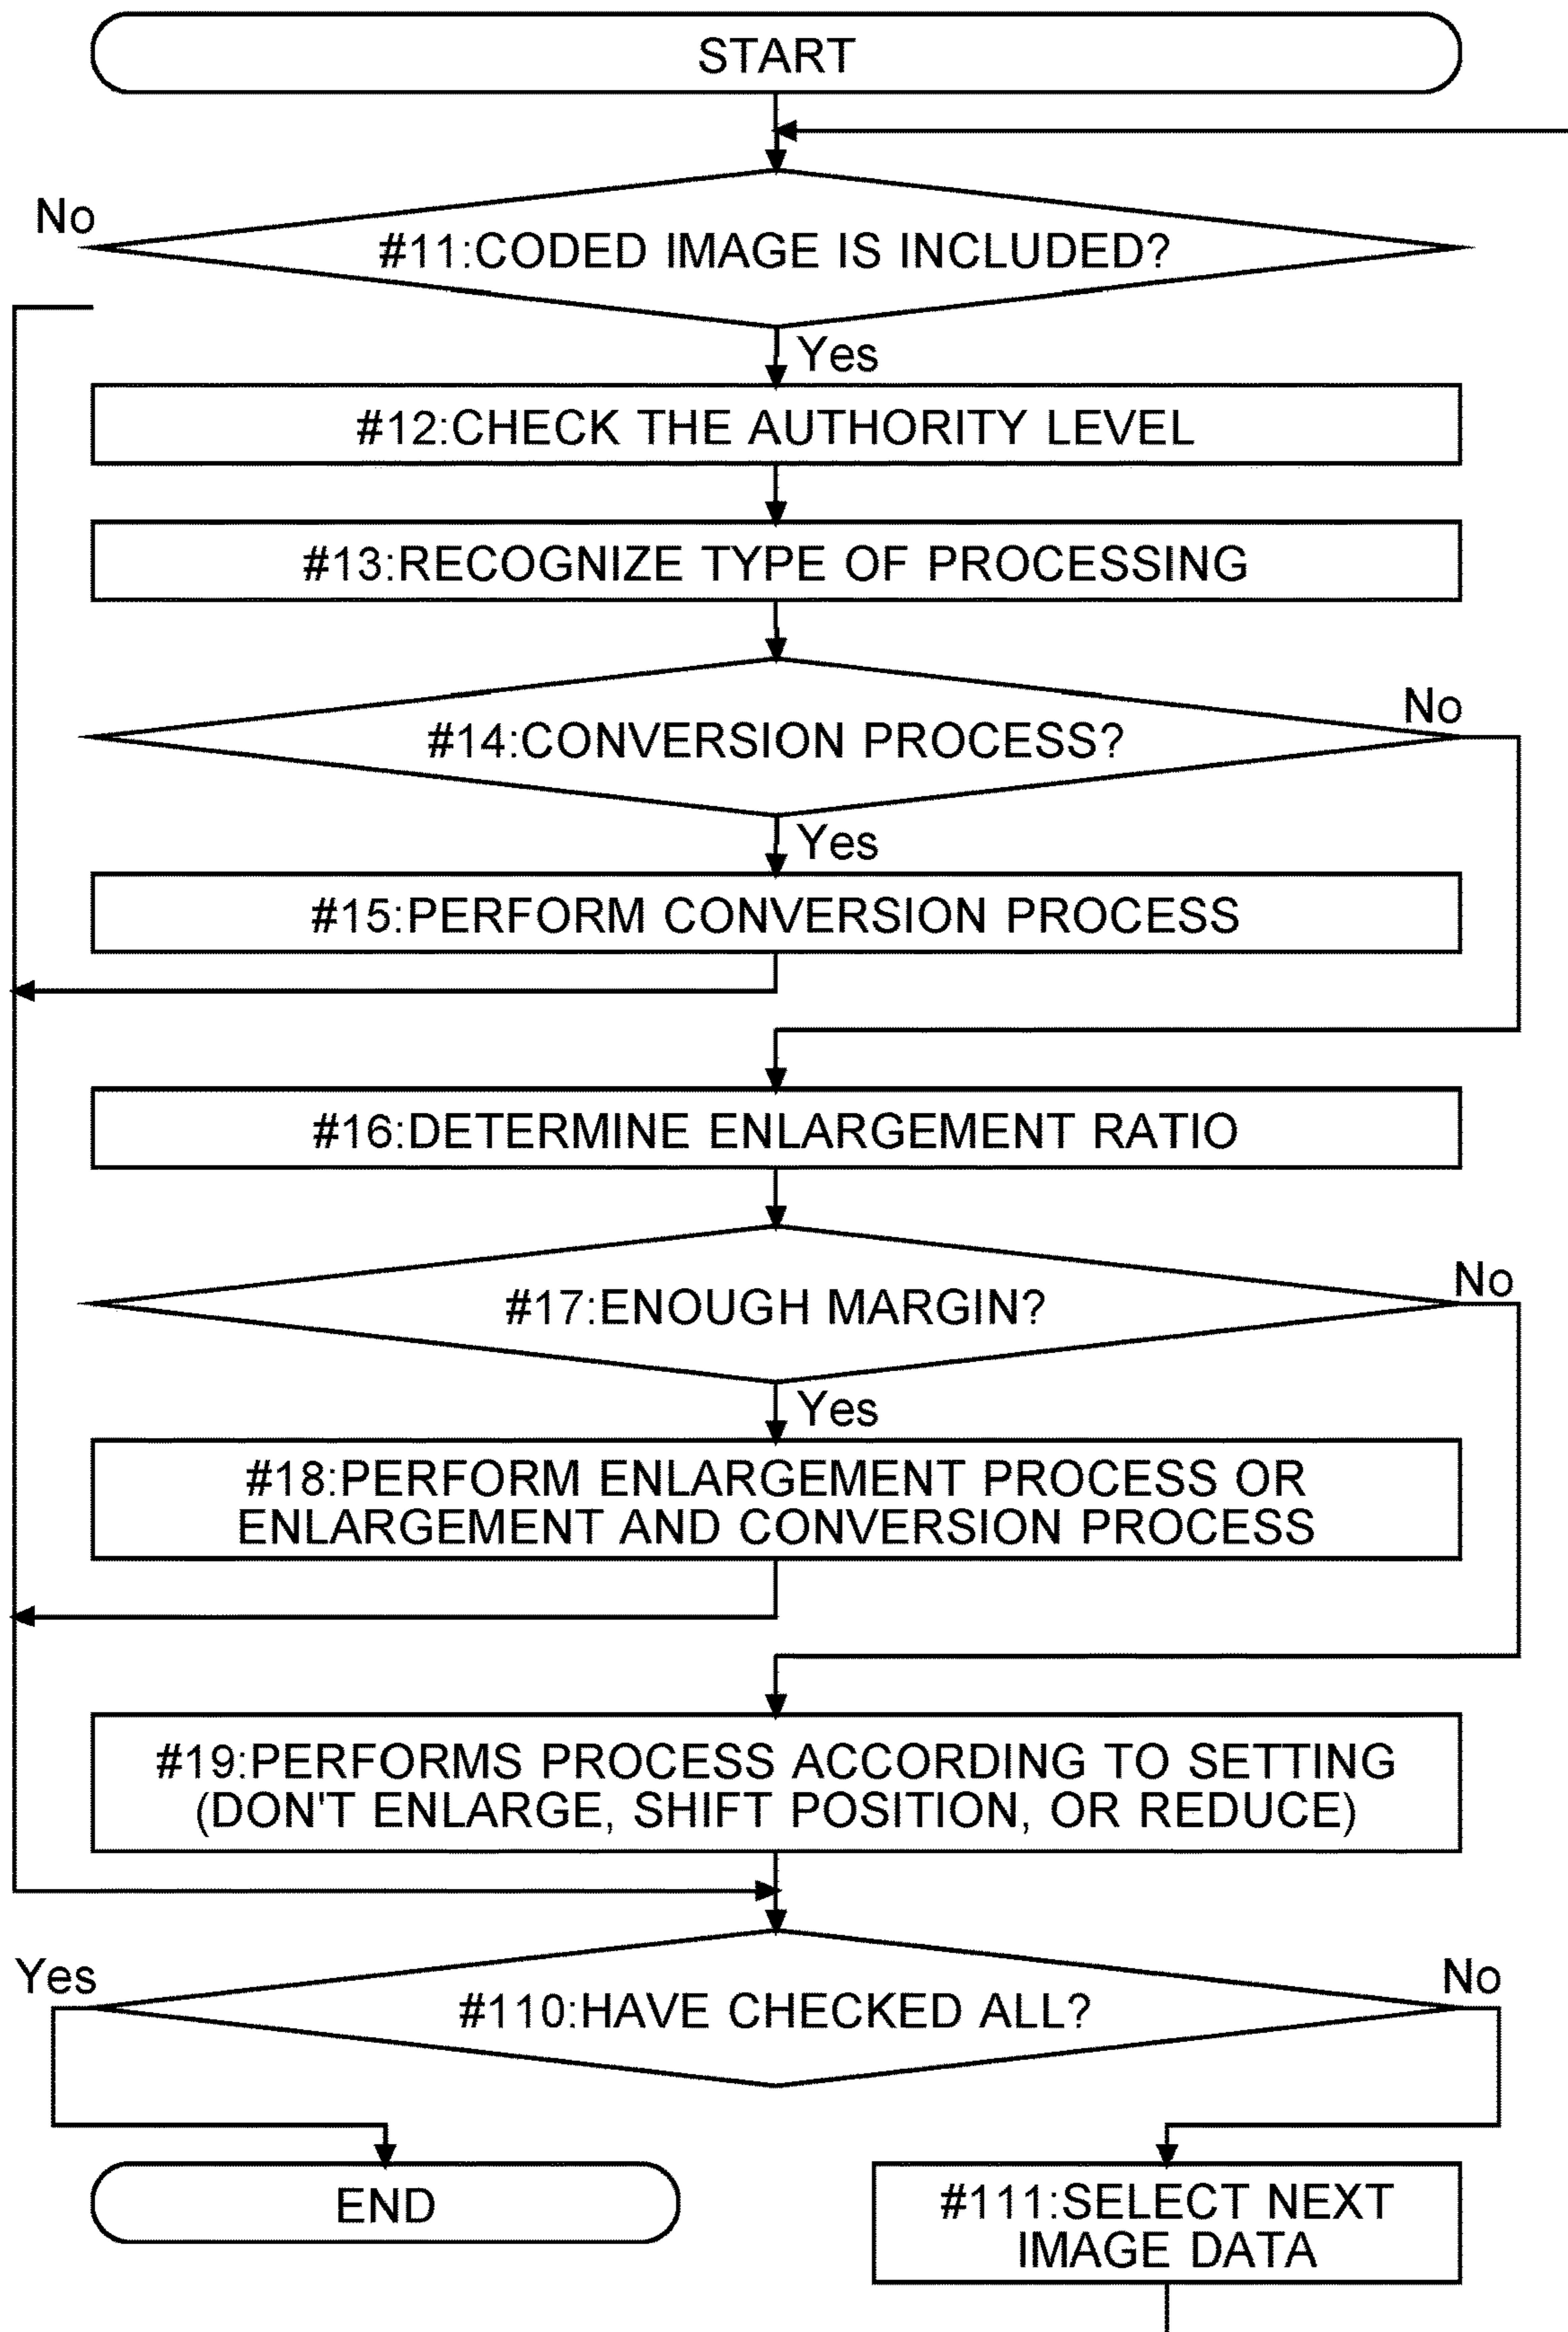 START
No
#11:CODED IMAGE IS INCLUDED?
Yes
#12:CHECK THE AUTHORITY LEVEL
#13:RECOGNIZE TYPE OF PROCESSING
No
#14:CONVERSION PROCESS?
Yes
#15:PERFORM CONVERSION PROCESS
#16:DETERMINE ENLARGEMENT RATIO
No
#17:ENOUGH MARGIN?
Yes
#18:PERFORM ENLARGEMENT PROCESS OR
ENLARGEMENT AND CONVERSION PROCESS
#19:PERFORMS PROCESS ACCORDING TO SETTING
(DON'T ENLARGE, SHIFT POSITION, OR REDUCE)
Yes
No
#110:HAVE CHECKED ALL?
END
#111:SELECT NEXT
IMAGE DATA